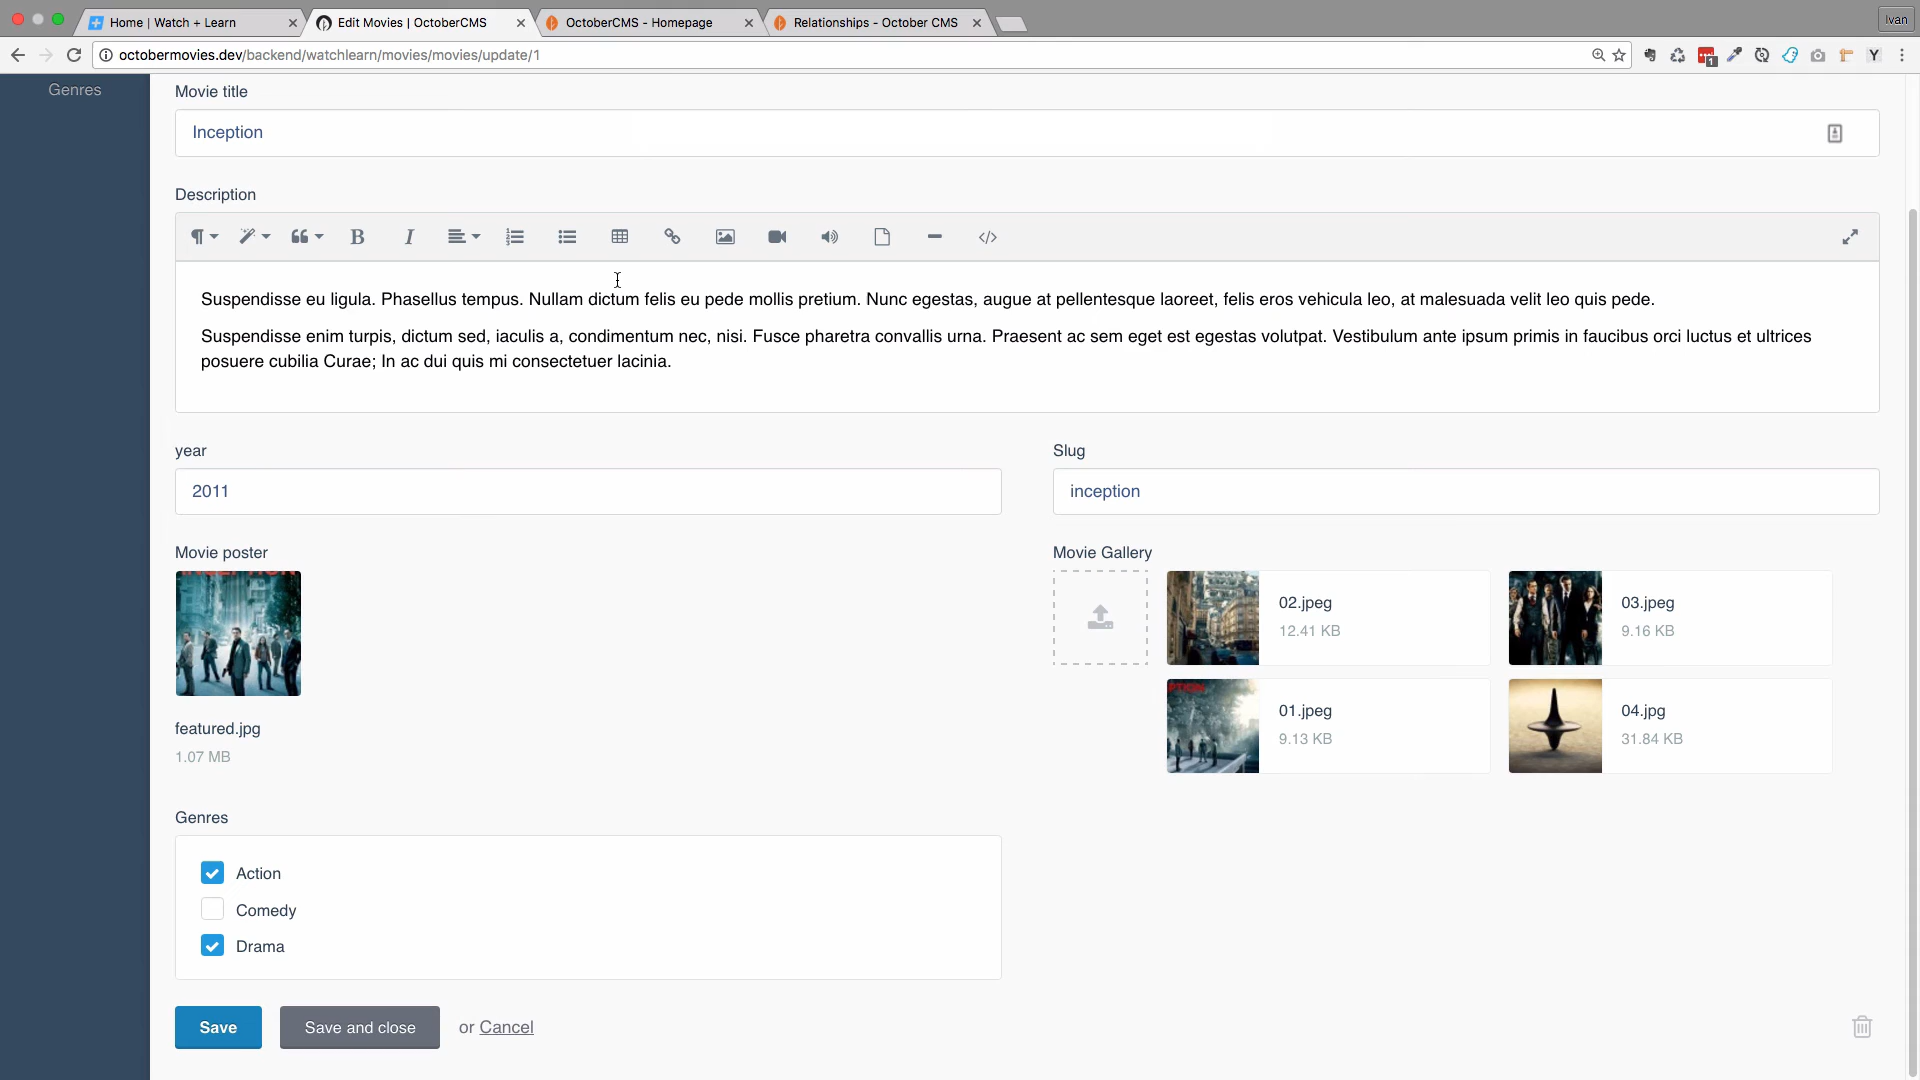 Home | Watch + Learn
Edit Movies | OctoberCMS
OctoberCMS - Homepage
Relationships - October CMS
Ivan
octobermovies.dev/backend/watchlearn/movies/movies/update/1
1
Y
Genres
Movie title
Inception
Description
Suspendisse eu ligula. Phasellus tempus. Nullam dictum felis eu pede mollis pretium. Nunc egestas, augue at pellentesque laoreet, felis eros vehicula leo, at malesuada velit leo quis pede.
Suspendisse enim turpis, dictum sed, iaculis a, condimentum nec, nisi. Fusce pharetra convallis urna. Praesent ac sem eget est egestas volutpat. Vestibulum ante ipsum primis in faucibus orci luctus et ultrices
posuere cubilia Curae; In ac dui quis mi consectetuer lacinia.
year
Slug
2011
inception
Movie poster
Movie Gallery
02.jpeg
12.41 KB
03.jpeg
9.16 KB
01.jpeg
9.13 KB
04.jpg
31.84 KB
featured.jpg
1.07 MB
Genres
Action
Comedy
Drama
Save
Save and close
or Cancel